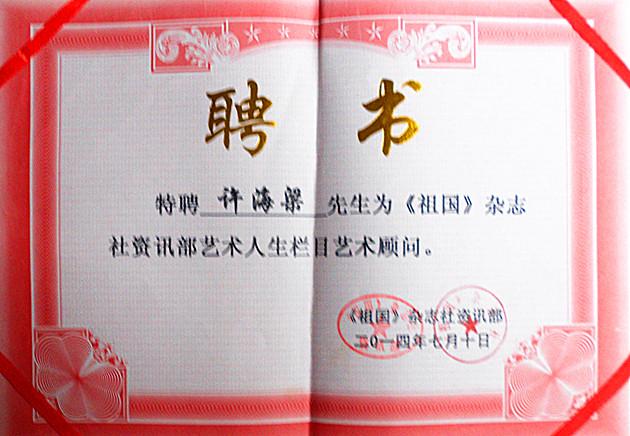 聘书
特聘 许海梁 先生为《祖国》杂志
社资讯部艺术人生栏目艺术顾问。
《祖国》杂志社资讯部
二〇一四年七月十日